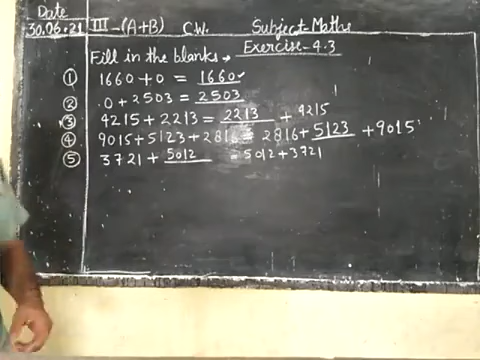 Date
30.06.21 III - (A+B) C.W. Subject-Maths
Fill in the blanks → Exercise-4.3
① 1660+0 = 1660
② 0+2503 = 2503
③ 4215+2213 = 2213 + 4215
④ 9015+5123+2816 = 2816+5123 +9015
⑤ 3721+ 5012 = 5012+3721